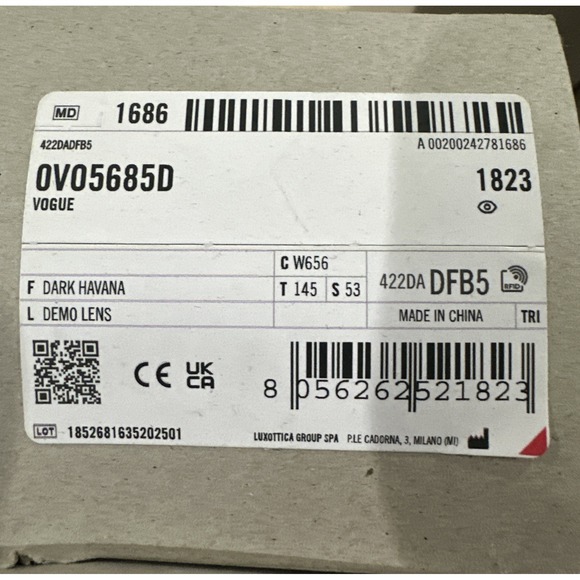 MD 1686
422DADFB5
A 00200242781686
0VO5685D 1823
VOGUE
C W656
F DARK HAVANA T 145 S 53 422DA DFB5 RFID
L DEMO LENS MADE IN CHINA TRI
CE UK CA
8 056262 521823
LOT 1852681635202501
LUXOTTICA GROUP SPA P.LE CADORNA, 3, MILANO (MI)